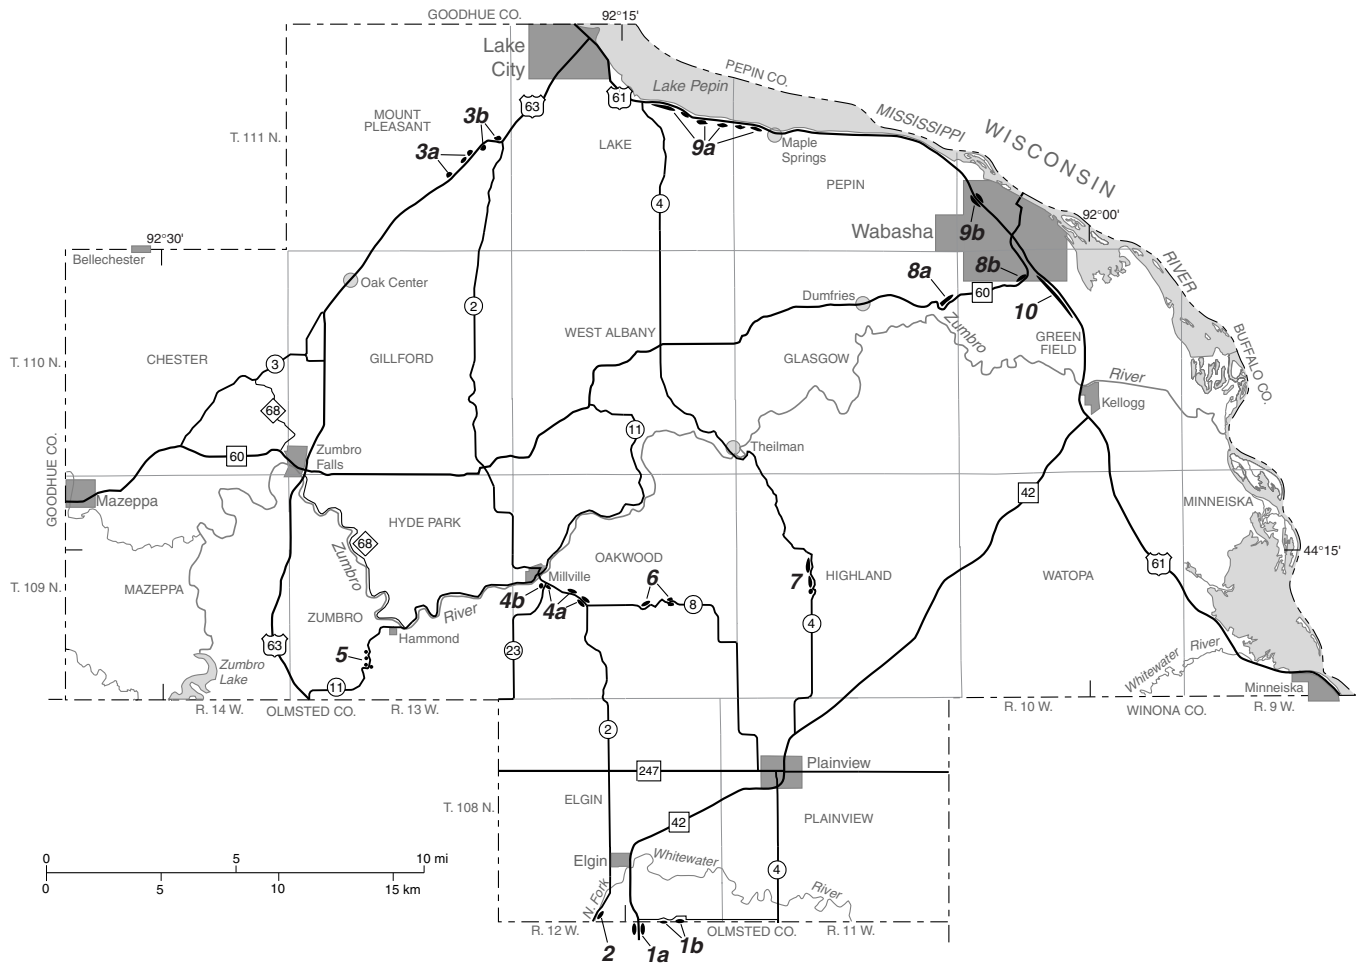 GOODHUE CO.
92°15'
Lake
City
Lake Pepin
PEPIN CO.
63
61
MISSISSIPPI
WISCONSIN
MOUNT
PLEASANT
3b
3a
T. 111 N.
LAKE
9a
Maple
Springs
PEPIN
4
92°00'
Wabasha
9b
RIVER
92°30'
Bellechester
Oak Center
8a
8b
60
10
Dumfries
2
Zumbro
GREEN
FIELD
BUFFALO CO.
WEST ALBANY
T. 110 N.
CHESTER
GILLFORD
GLASGOW
3
River
Kellogg
68
11
60
Zumbro
Falls
Theilman
GOODHUE CO.
Mazeppa
42
MINNEISKA
HYDE PARK
68
Zumbro
OAKWOOD
44°15'
61
T. 109 N.
MAZEPPA
Millville
6
7
HIGHLAND
WATOPA
4b
4a
8
ZUMBRO
River
Hammond
4
63
5
23
Zumbro
Lake
Whitewater
River
11
Minneiska
R. 14 W.
OLMSTED CO.
R. 13 W.
R. 10 W.
WINONA CO.
R. 9 W.
2
247
Plainview
T. 108 N.
ELGIN
42
PLAINVIEW
0
5
10 mi
0
5
10
15 km
Elgin
Whitewater
4
River
N. Fork
R. 12 W.
OLMSTED CO.
R. 11 W.
2
1a
1b